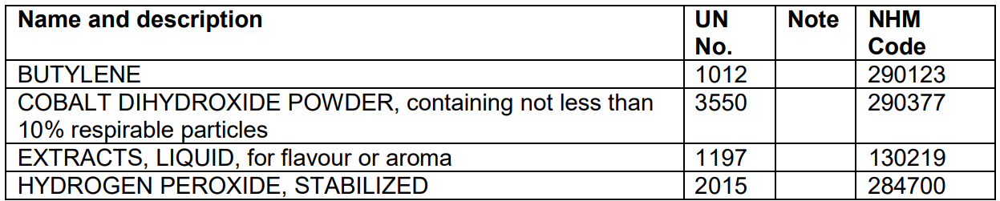 Name and description UN No. Note NHM Code
BUTYLENE 1012 290123
COBALT DIHYDROXIDE POWDER, containing not less than
10% respirable particles 3550 290377
EXTRACTS, LIQUID, for flavour or aroma 1197 130219
HYDROGEN PEROXIDE, STABILIZED 2015 284700